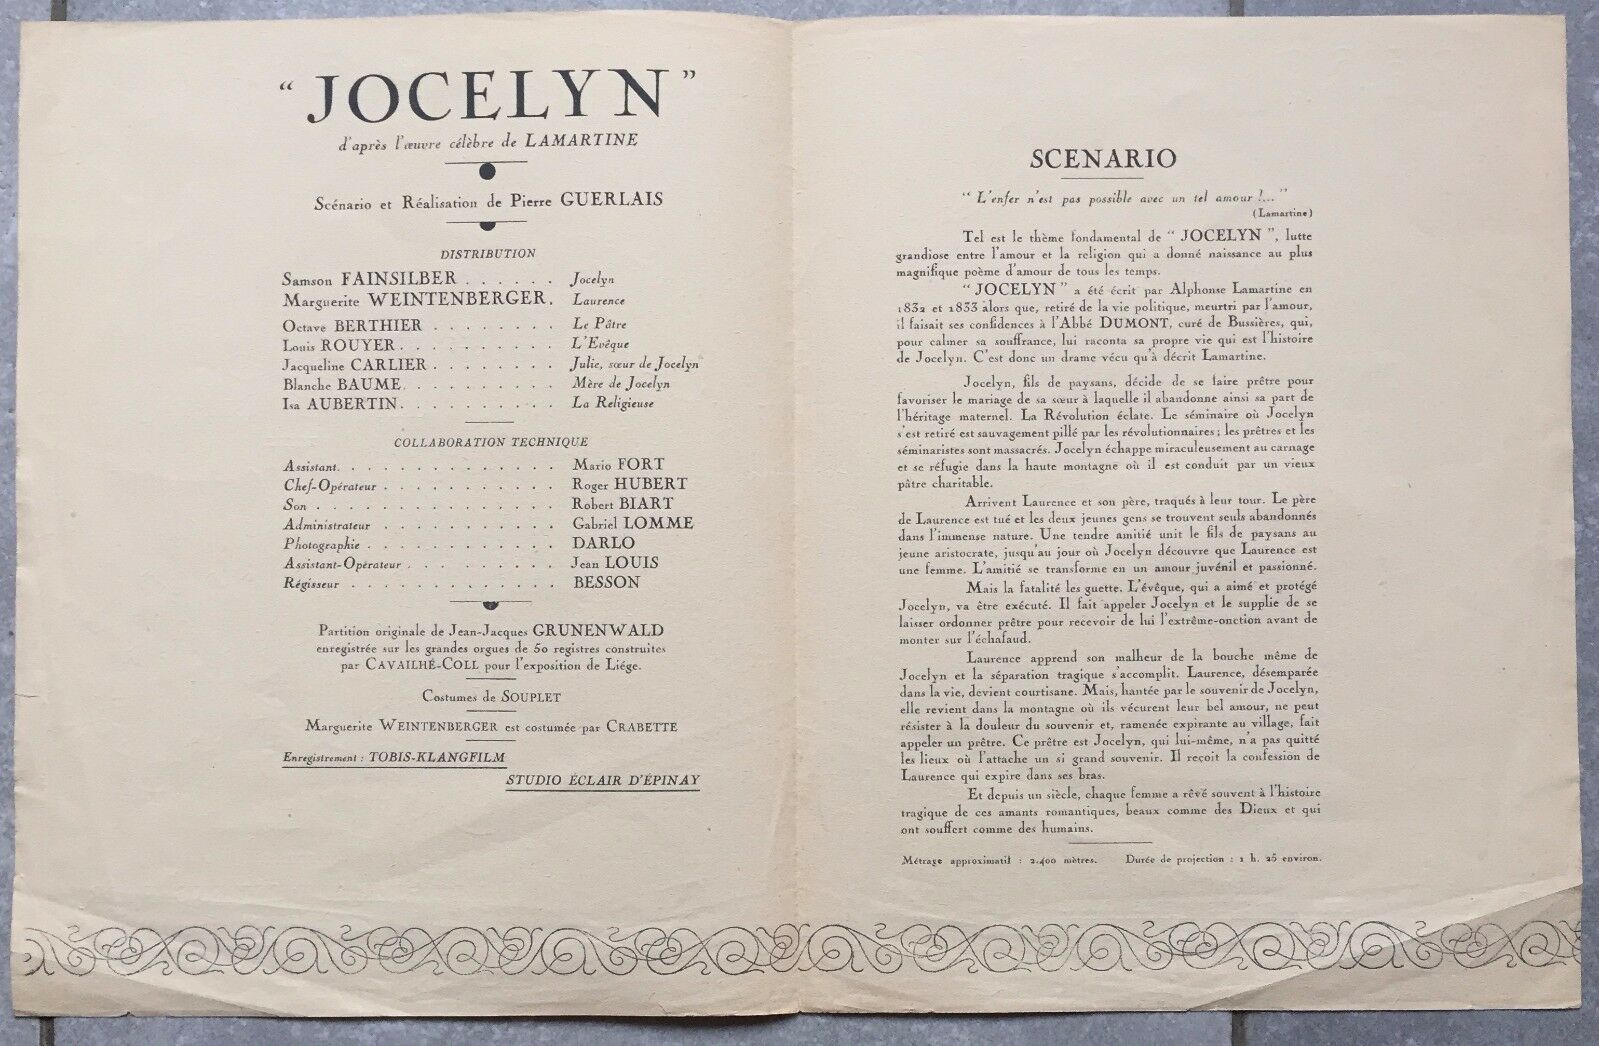 “ JOCELYN ”
d'après l'œuvre célèbre de LAMARTINE
Scénario et Réalisation de Pierre GUERLAIS
DISTRIBUTION
Samson FAINSILBER . . . . . . Jocelyn
Marguerite WEINTENBERGER. Laurence
Octave BERTHIER . . . . . . . . Le Pâtre
Louis ROUYER. . . . . . . . . . L'Evêque
Jacqueline CARLIER . . . . . . . . Julie, sœur de Jocelyn
Blanche BAUME. . . . . . . . . . Mère de Jocelyn
Isa AUBERTIN. . . . . . . . . . La Religieuse
COLLABORATION TECHNIQUE
Assistant. . . . . . . . . . . . . Mario FORT
Chef-Opérateur . . . . . . . . . . Roger HUBERT
Son . . . . . . . . . . . . . . Robert BIART
Administrateur . . . . . . . . . . Gabriel LOMME
Photographie . . . . . . . . . . . DARLO
Assistant-Opérateur . . . . . . . . . Jean LOUIS
Régisseur . . . . . . . . . . . . BESSON
Partition originale de Jean-Jacques GRUNENWALD
enregistrée sur les grandes orgues de 50 registres construites
par CAVAILHÉ-COLL pour l'exposition de Liége.
Costumes de SOUPLET
Marguerite WEINTENBERGER est costumée par CRABETTE
Enregistrement : TOBIS-KLANGFILM
STUDIO ÉCLAIR D'ÉPINAY
SCENARIO
“ L'enfer n'est pas possible avec un tel amour !... ”
(Lamartine)
Tel est le thème fondamental de “ JOCELYN ”, lutte
grandiose entre l'amour et la religion qui a donné naissance au plus
magnifique poème d'amour de tous les temps.
“ JOCELYN ” a été écrit par Alphonse Lamartine en
1832 et 1833 alors que, retiré de la vie politique, meurtri par l'amour,
il faisait ses confidences à l'Abbé DUMONT, curé de Bussières, qui,
pour calmer sa souffrance, lui raconta sa propre vie qui est l'histoire
de Jocelyn. C'est donc un drame vécu qu'à décrit Lamartine.
Jocelyn, fils de paysans, décide de se faire prêtre pour
favoriser le mariage de sa sœur à laquelle il abandonne ainsi sa part de
l'héritage maternel. La Révolution éclate. Le séminaire où Jocelyn
s'est retiré est sauvagement pillé par les révolutionnaires ; les prêtres et les
séminaristes sont massacrés. Jocelyn échappe miraculeusement au carnage
et se réfugie dans la haute montagne où il est conduit par un vieux
pâtre charitable.
Arrivent Laurence et son père, traqués à leur tour. Le père
de Laurence est tué et les deux jeunes gens se trouvent seuls abandonnés
dans l'immense nature. Une tendre amitié unit le fils de paysans au
jeune aristocrate, jusqu'au jour où Jocelyn découvre que Laurence est
une femme. L'amitié se transforme en un amour juvénil et passionné.
Mais la fatalité les guette. L'évêque, qui a aimé et protégé
Jocelyn, va être exécuté. Il fait appeler Jocelyn et le supplie de se
laisser ordonner prêtre pour recevoir de lui l'extrême-onction avant de
monter sur l'échafaud.
Laurence apprend son malheur de la bouche même de
Jocelyn et la séparation tragique s'accomplit. Laurence, désemparée
dans la vie, devient courtisane. Mais, hantée par le souvenir de Jocelyn,
elle revient dans la montagne où ils vécurent leur bel amour, ne peut
résister à la douleur du souvenir et, ramenée expirante au village, fait
appeler un prêtre. Ce prêtre est Jocelyn, qui lui-même, n'a pas quitté
les lieux où l'attache un si grand souvenir. Il reçoit la confession de
Laurence qui expire dans ses bras.
Et depuis un siècle, chaque femme a rêvé souvent à l'histoire
tragique de ces amants romantiques, beaux comme des Dieux et qui
ont souffert comme des humains.
Métrage approximatif : 2.400 mètres. Durée de projection : 1 h. 25 environ.